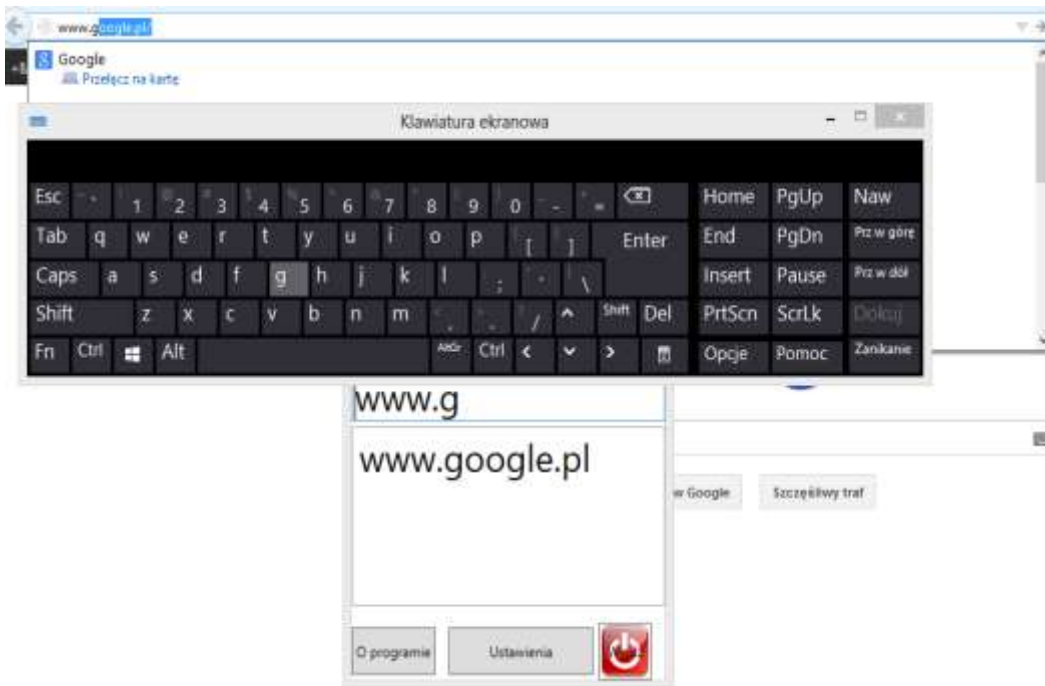 www.google.pl/
Google
Przełącz na kartę
Klawiatura ekranowa
Esc 1 2 3 4 5 6 7 8 9 0 - = Home PgUp Naw
Tab q w e r t y u i o p [ ] Enter End PgDn Prz w górę
Caps a s d f g h j k l ; ' \ Insert Pause Prz w dół
Shift z x c v b n m , . / Shift Del PrtScn ScrLk Dokuj
Fn Ctrl Alt AltGr Ctrl Opcje Pomoc Zanikanie
www.g
www.google.pl
w Google Szczęśliwy traf
O programie Ustawienia